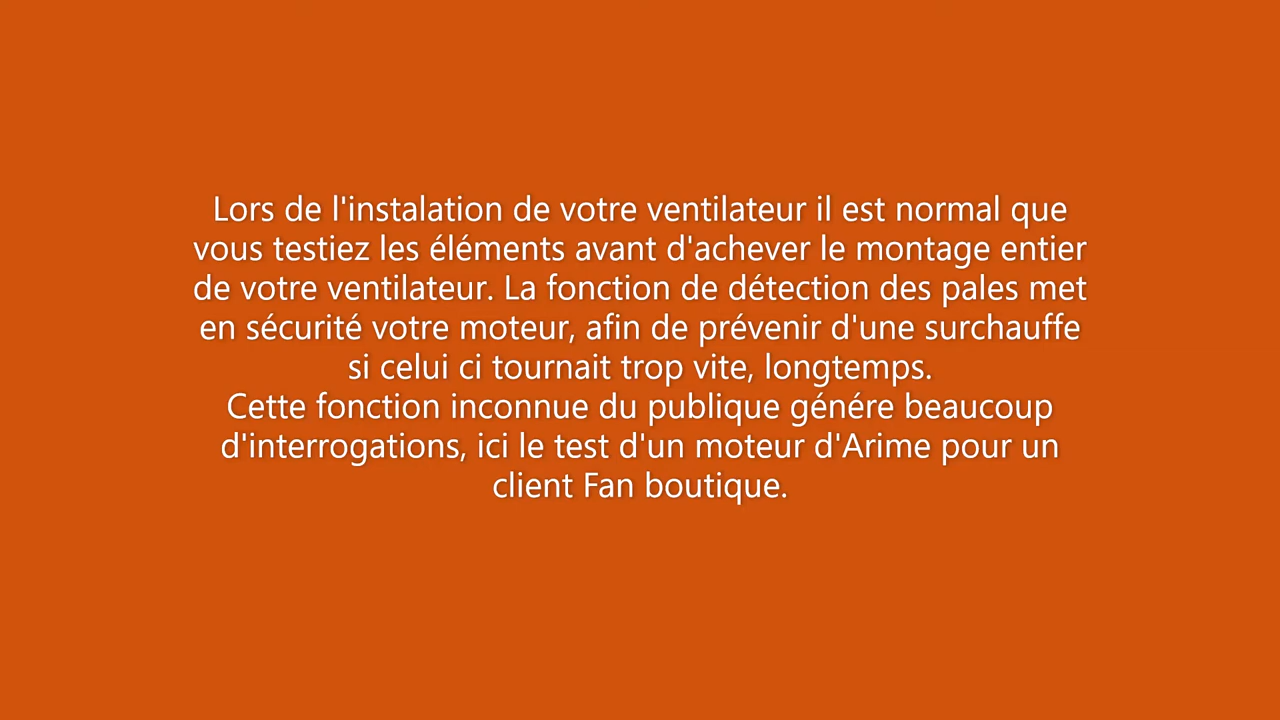 Lors de l'instalation de votre ventilateur il est normal que
vous testiez les éléments avant d'achever le montage entier
de votre ventilateur. La fonction de détection des pales met
en sécurité votre moteur, afin de prévenir d'une surchauffe
si celui ci tournait trop vite, longtemps.
Cette fonction inconnue du publique génére beaucoup
d'interrogations, ici le test d'un moteur d'Arime pour un
client Fan boutique.